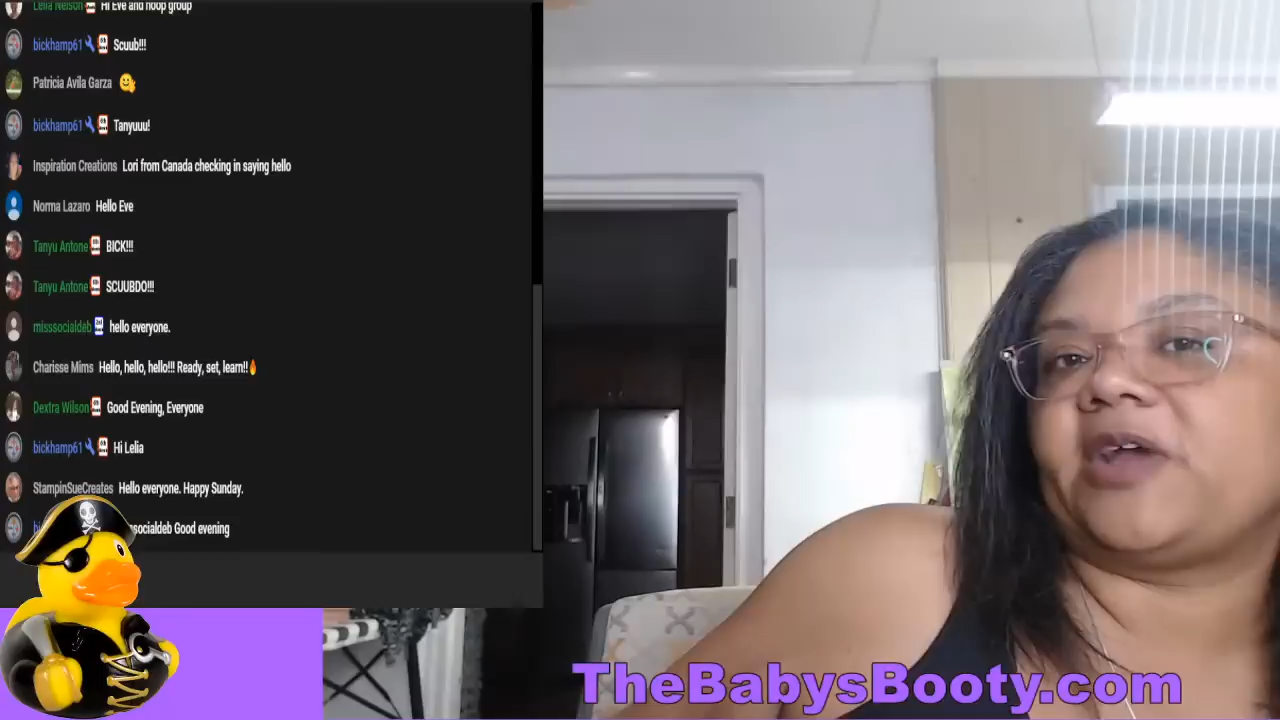 Lelia Nelson Hi Eve and hoop group
bickhamp61 Scuub!!!
Patricia Avila Garza
bickhamp61 Tanyuuu!
Inspiration Creations Lori from Canada checking in saying hello
Norma Lazaro Hello Eve
Tanyu Antone BICK!!!
Tanyu Antone SCUUBDO!!!
misssocialdeb hello everyone.
Charisse Mims Hello, hello, hello!!! Ready, set, learn!!🔥
Dextra Wilson Good Evening, Everyone
bickhamp61 Hi Lelia
StampinSueCreates Hello everyone. Happy Sunday.
Good evening
TheBabysBooty.com